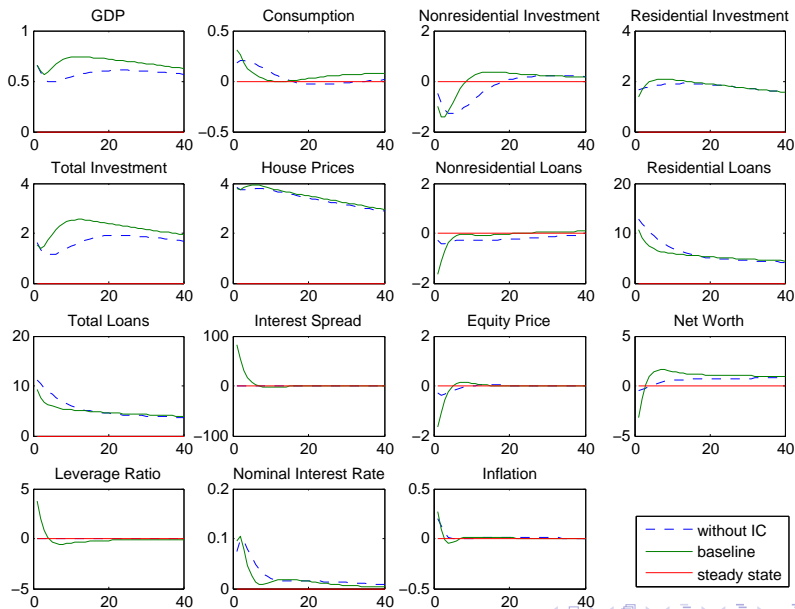 GDP
Consumption
Nonresidential Investment
Residential Investment
1
0.5
0
0 20 40
0.5
0
−0.5
0 20 40
2
0
−2
0 20 40
4
2
0
0 20 40
Total Investment
House Prices
Nonresidential Loans
Residential Loans
4
2
0
0 20 40
4
2
0
0 20 40
2
0
−2
0 20 40
20
10
0
0 20 40
Total Loans
Interest Spread
Equity Price
Net Worth
20
10
0
0 20 40
100
0
−100
0 20 40
2
0
−2
0 20 40
5
0
−5
0 20 40
Leverage Ratio
Nominal Interest Rate
Inflation
5
0
−5
0 20 40
0.2
0.1
0
0 20 40
0.5
0
−0.5
0 20 40
without IC
baseline
steady state